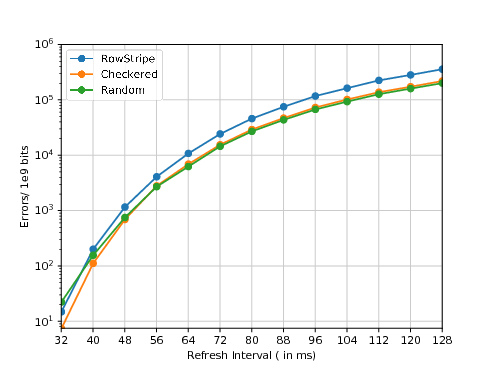 10^6
10^5
10^4
10^3
10^2
10^1
Errors/ 1e9 bits
RowStripe
Checkered
Random
32 40 48 56 64 72 80 88 96 104 112 120 128
Refresh Interval ( in ms)